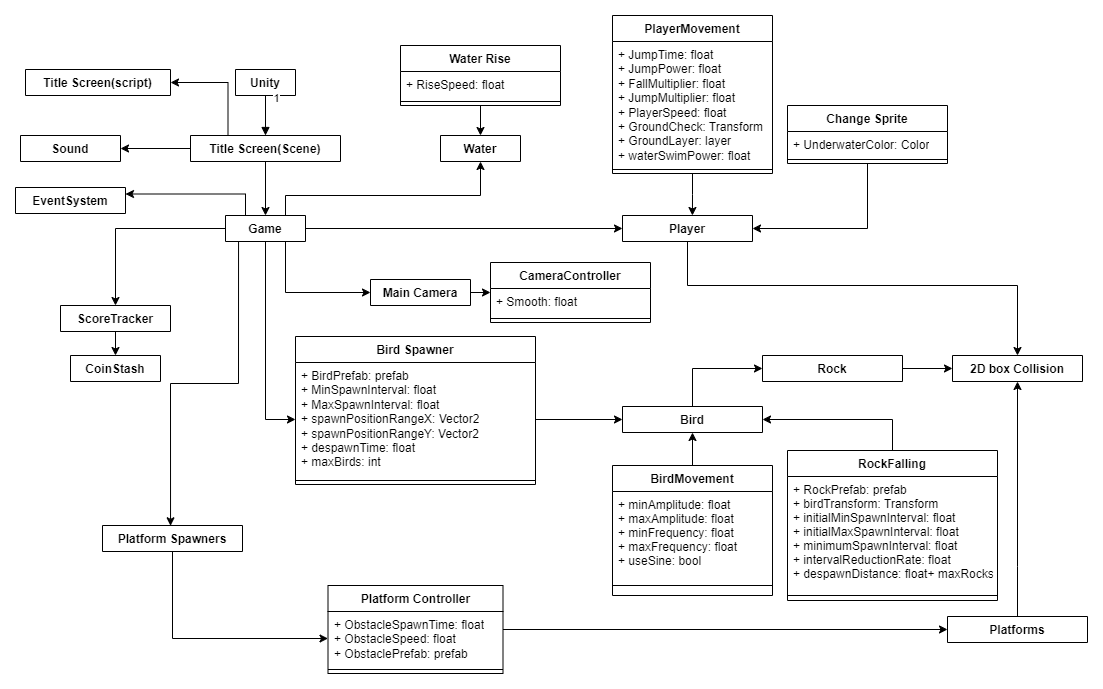 PlayerMovement
+ JumpTime: float
+ JumpPower: float
+ FallMultiplier: float
+ JumpMultiplier: float
+ PlayerSpeed: float
+ GroundCheck: Transform
+ GroundLayer: layer
+ waterSwimPower: float
Water Rise
+ RiseSpeed: float
Title Screen(script)
Unity
1
Change Sprite
+ UnderwaterColor: Color
Sound
Title Screen(Scene)
Water
EventSystem
Game
Player
CameraController
+ Smooth: float
Main Camera
ScoreTracker
CoinStash
Bird Spawner
+ BirdPrefab: prefab
+ MinSpawnInterval: float
+ MaxSpawnInterval: float
+ spawnPositionRangeX: Vector2
+ spawnPositionRangeY: Vector2
+ despawnTime: float
+ maxBirds: int
Rock
2D box Collision
Bird
BirdMovement
+ minAmplitude: float
+ maxAmplitude: float
+ minFrequency: float
+ maxFrequency: float
+ useSine: bool
RockFalling
+ RockPrefab: prefab
+ birdTransform: Transform
+ initialMinSpawnInterval: float
+ initialMaxSpawnInterval: float
+ minimumSpawnInterval: float
+ intervalReductionRate: float
+ despawnDistance: float+ maxRocks
Platform Spawners
Platform Controller
+ ObstacleSpawnTime: float
+ ObstacleSpeed: float
+ ObstaclePrefab: prefab
Platforms